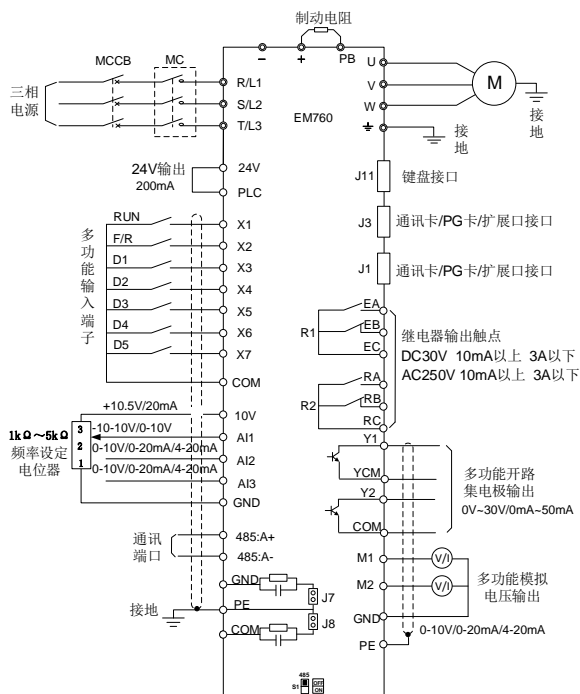 制动电阻
MCCB
MC
− + PB
三相
电源
R/L1
S/L2
T/L3
U
V
W
M
EM760
接
地
接
地
24V输出
200mA
24V
PLC
J11
键盘接口
J3
通讯卡/PG卡/扩展口接口
J1
通讯卡/PG卡/扩展口接口
多功能输入端子
RUN
X1
F/R
X2
D1
X3
D2
X4
D3
X5
D4
X6
D5
X7
COM
R1
EA
EB
EC
R2
RA
RB
RC
继电器输出触点
DC30V 10mA以上 3A以下
AC250V 10mA以上 3A以下
+10.5V/20mA
10V
1kΩ～5kΩ
频率设定
电位器
3
2
1
-10-10V/0-10V
AI1
0-10V/0-20mA/4-20mA
AI2
0-10V/0-20mA/4-20mA
AI3
GND
Y1
YCM
Y2
COM
多功能开路
集电极输出
0V~30V/0mA~50mA
通讯
端口
485:A+
485:A-
M1
V/I
M2
V/I
GND
多功能模拟
电压输出
0-10V/0-20mA/4-20mA
PE
GND
J7
接地
PE
J8
COM
485
S1
OFF
ON